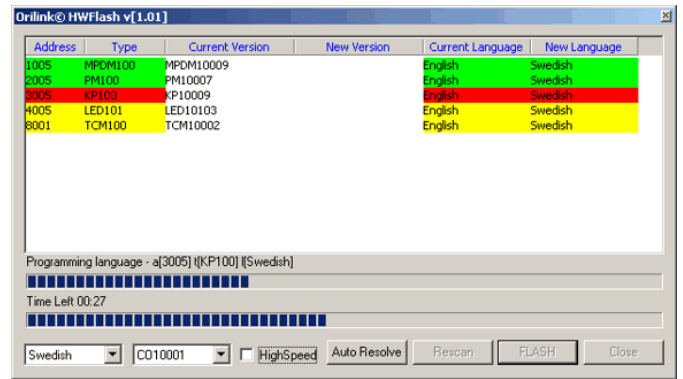 Orilink© HWFlash v[1.01]
Address Type Current Version New Version Current Language New Language
1005 MPDM100 MPDM10009 English Swedish
2005 PM100 PM10007 English Swedish
3005 KP100 KP10009 English Swedish
4005 LED101 LED10103 English Swedish
8001 TCM100 TCM10002 English Swedish
Programming language - a[3005] t[KP100] l[Swedish]
Time Left 00:27
Swedish CO10001 HighSpeed Auto Resolve Rescan FLASH Close